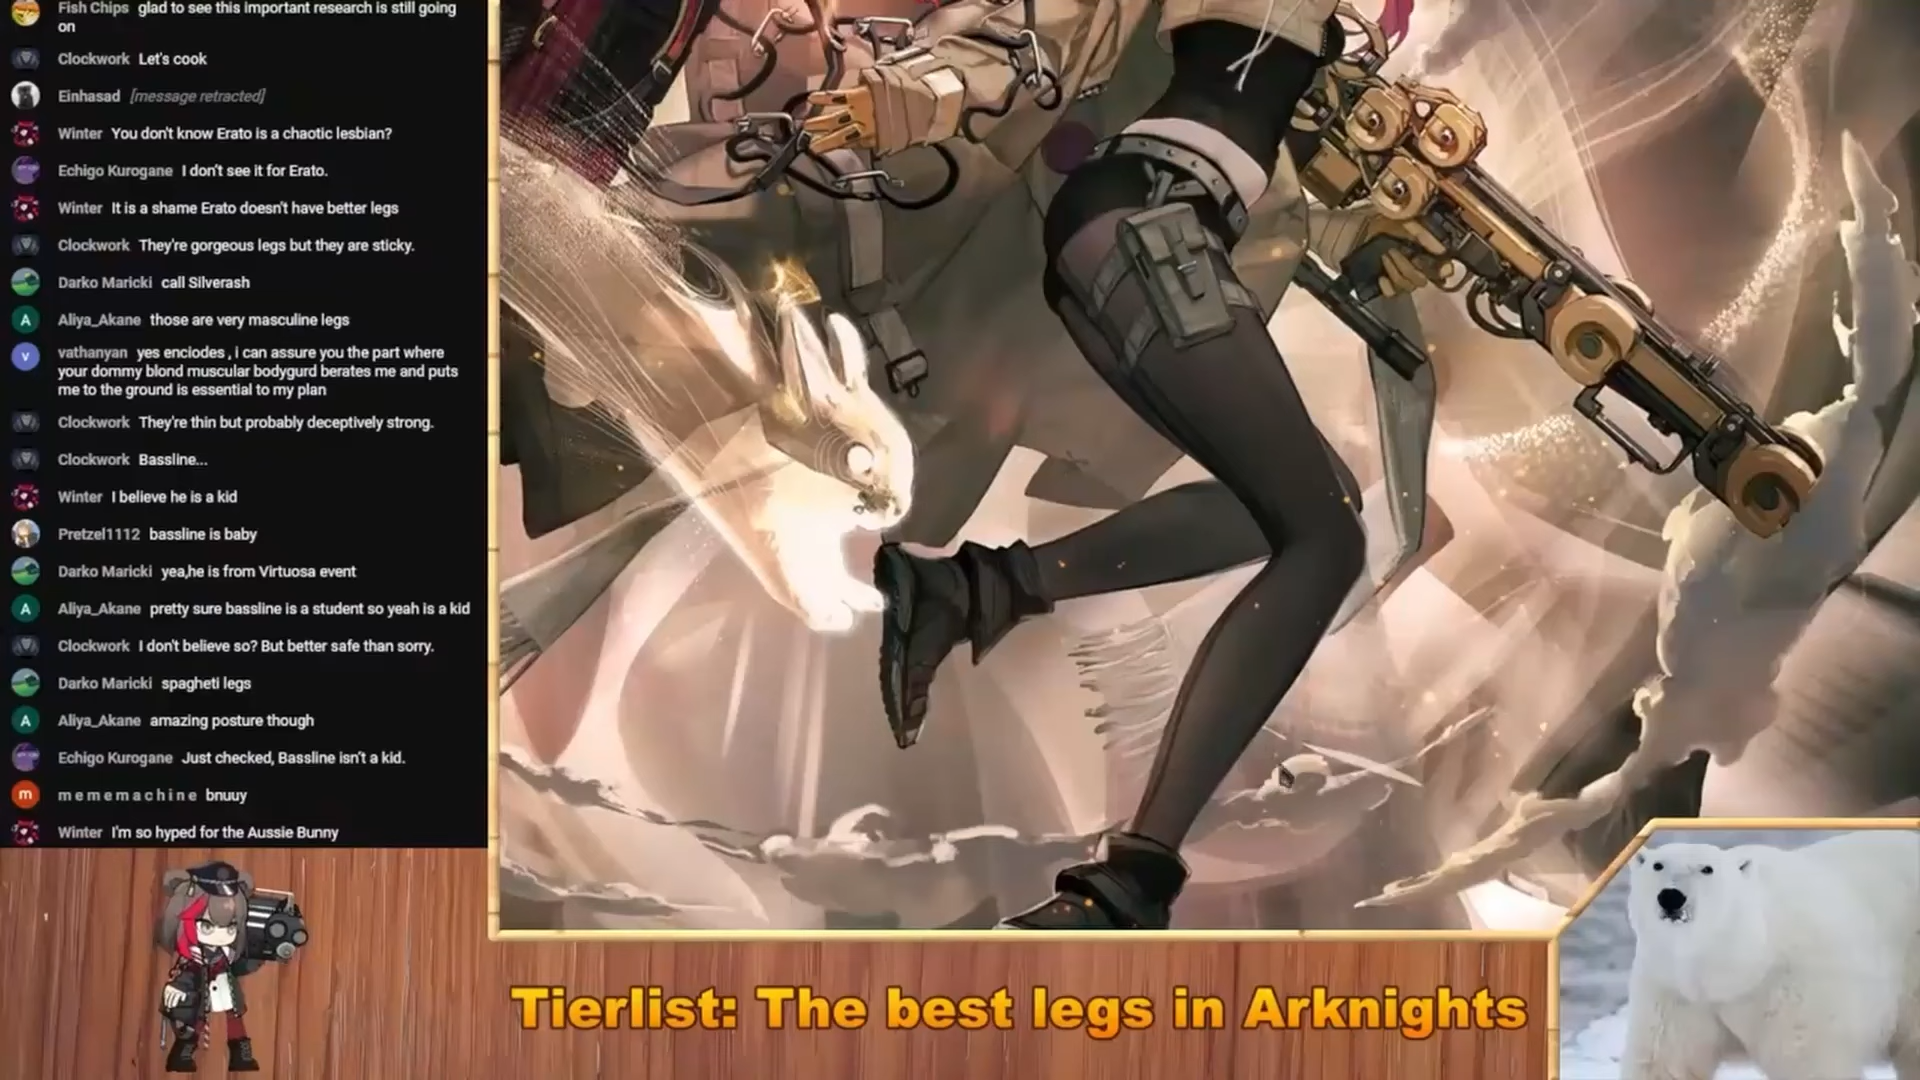 Fish Chips glad to see this important research is still going
on
Clockwork Let's cook
Einhasad [message retracted]
Winter You don't know Erato is a chaotic lesbian?
Echigo Kurogane I don't see it for Erato.
Winter It is a shame Erato doesn't have better legs
Clockwork They're gorgeous legs but they are sticky.
Darko Maricki call Silverash
A Aliya_Akane those are very masculine legs
v vathanyan yes enciodes , i can assure you the part where
your dommy blond muscular bodygurd berates me and puts
me to the ground is essential to my plan
Clockwork They're thin but probably deceptively strong.
Clockwork Bassline...
Winter I believe he is a kid
Pretzel1112 bassline is baby
Darko Maricki yea,he is from Virtuosa event
A Aliya_Akane pretty sure bassline is a student so yeah is a kid
Clockwork I don't believe so? But better safe than sorry.
Darko Maricki spagheti legs
A Aliya_Akane amazing posture though
Echigo Kurogane Just checked, Bassline isn't a kid.
m m e m e m a c h i n e bnuuy
Winter I'm so hyped for the Aussie Bunny
Tierlist: The best legs in Arknights